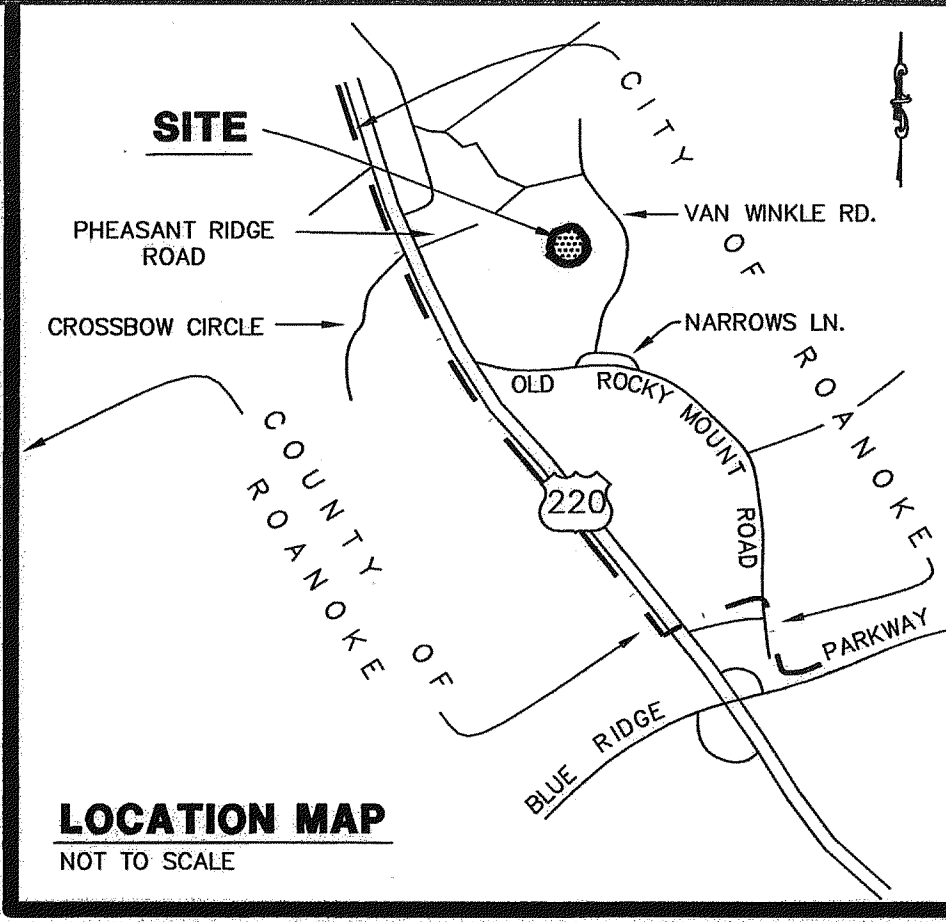 CITY OF ROANOKE
SITE
VAN WINKLE RD.
PHEASANT RIDGE
ROAD
CROSSBOW CIRCLE
NARROWS LN.
OLD ROCKY MOUNT ROAD
COUNTY OF
ROANOKE
220
BLUE RIDGE PARKWAY
LOCATION MAP
NOT TO SCALE